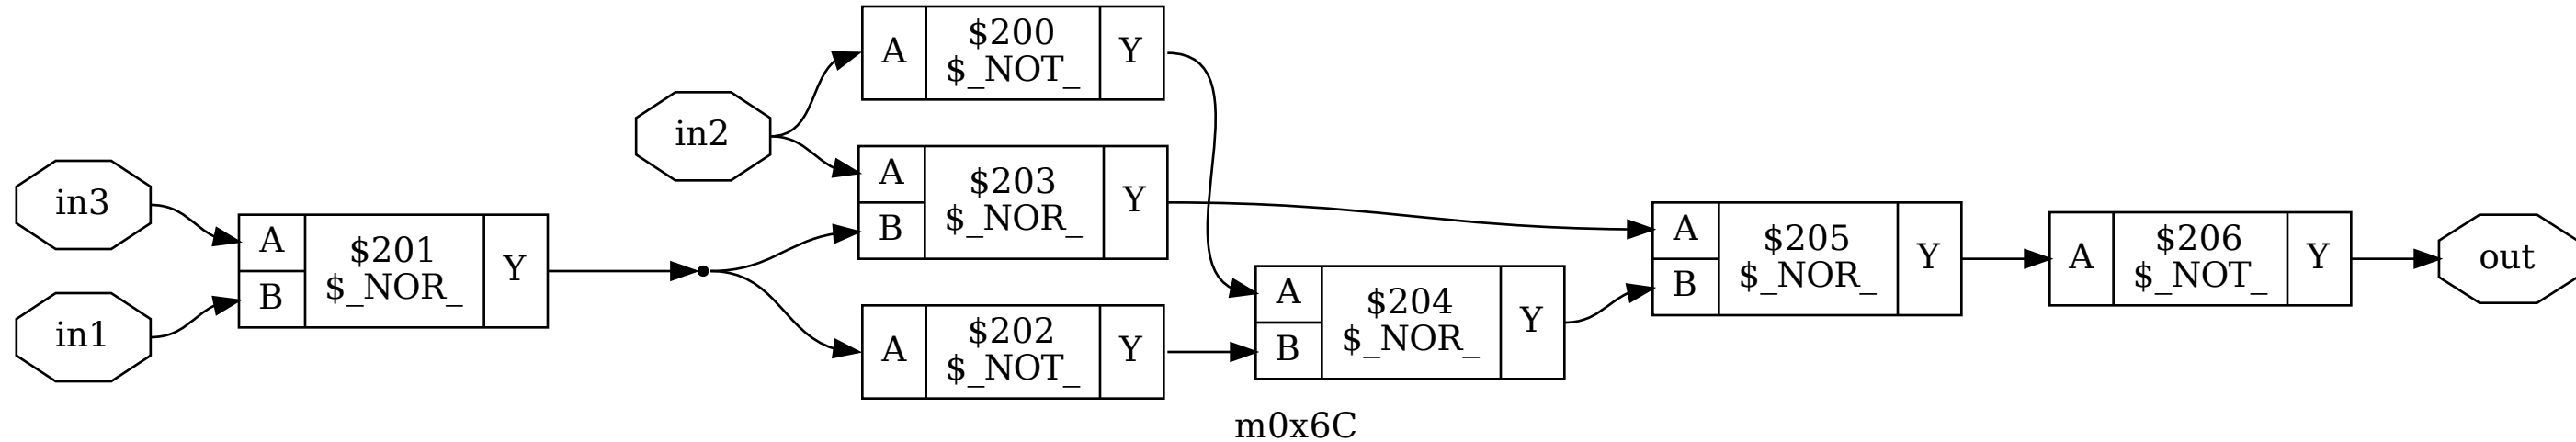 in3
in1
A
B
$201
$_NOR_
Y
in2
A
$200
$_NOT_
Y
A
B
$203
$_NOR_
Y
A
$202
$_NOT_
Y
A
B
$204
$_NOR_
Y
A
B
$205
$_NOR_
Y
A
$206
$_NOT_
Y
out
m0x6C